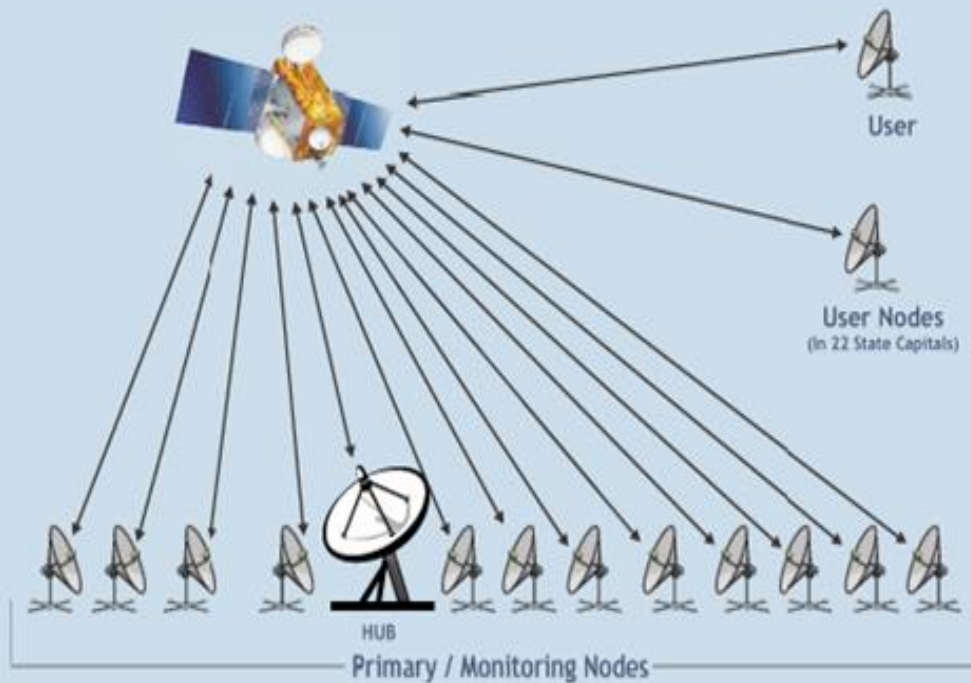 User
User Nodes
(In 22 State Capitals)
HUB
Primary / Monitoring Nodes